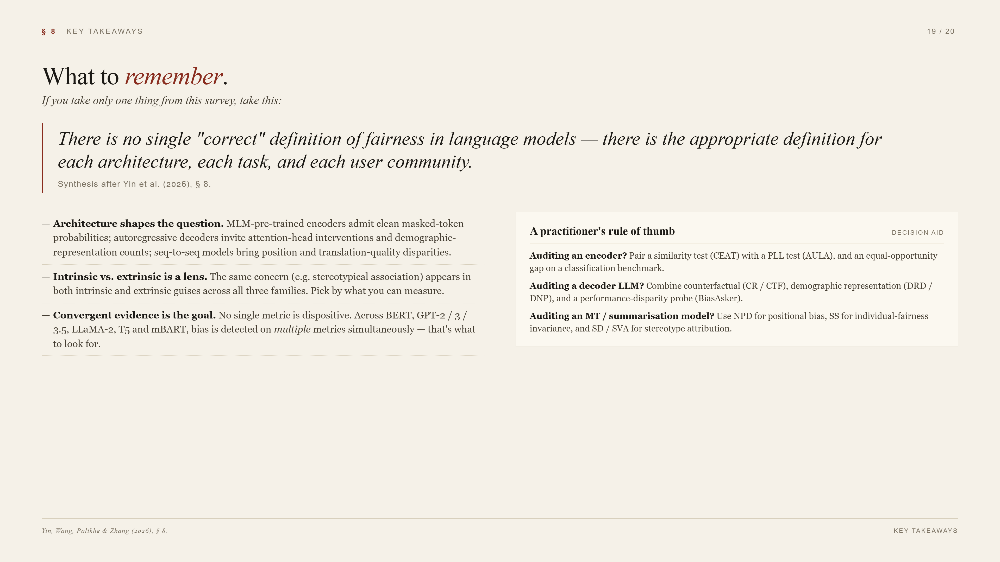 § 8 KEY TAKEAWAYS
19 / 20
What to remember.
If you take only one thing from this survey, take this:
There is no single "correct" definition of fairness in language models — there is the appropriate definition for
each architecture, each task, and each user community.
Synthesis after Yin et al. (2026), § 8.
— Architecture shapes the question. MLM-pre-trained encoders admit clean masked-token
probabilities; autoregressive decoders invite attention-head interventions and demographic-
representation counts; seq-to-seq models bring position and translation-quality disparities.
— Intrinsic vs. extrinsic is a lens. The same concern (e.g. stereotypical association) appears in
both intrinsic and extrinsic guises across all three families. Pick by what you can measure.
— Convergent evidence is the goal. No single metric is dispositive. Across BERT, GPT-2 / 3 /
3.5, LLaMA-2, T5 and mBART, bias is detected on multiple metrics simultaneously — that's what
to look for.
A practitioner's rule of thumb
DECISION AID
Auditing an encoder? Pair a similarity test (CEAT) with a PLL test (AULA), and an equal-opportunity
gap on a classification benchmark.
Auditing a decoder LLM? Combine counterfactual (CR / CTF), demographic representation (DRD /
DNP), and a performance-disparity probe (BiasAsker).
Auditing an MT / summarisation model? Use NPD for positional bias, SS for individual-fairness
invariance, and SD / SVA for stereotype attribution.
Yin, Wang, Palikhe & Zhang (2026), § 8.
KEY TAKEAWAYS